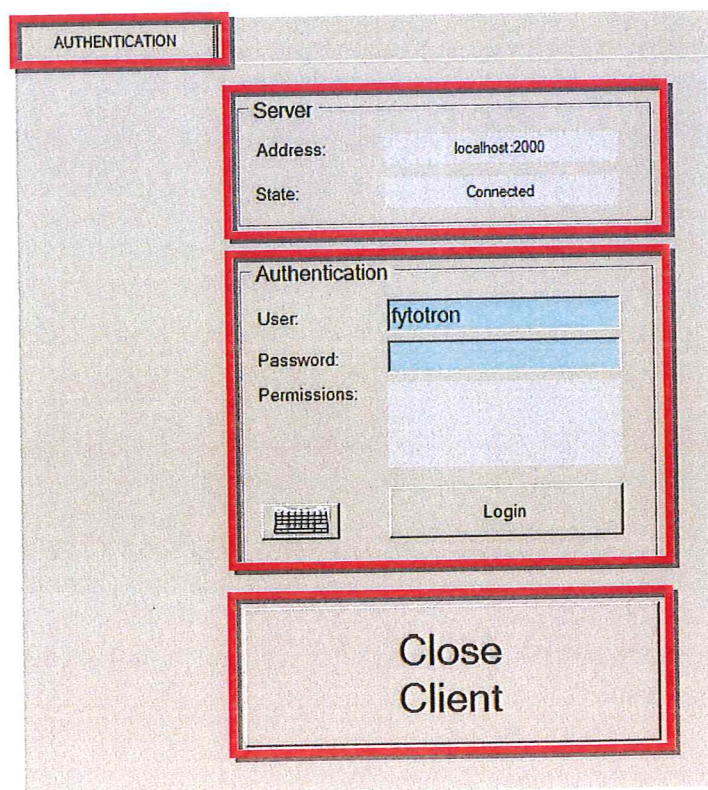 AUTHENTICATION
Server
Address: localhost:2000
State: Connected
Authentication
User: fytotron
Password:
Permissions:
Login
Close
Client